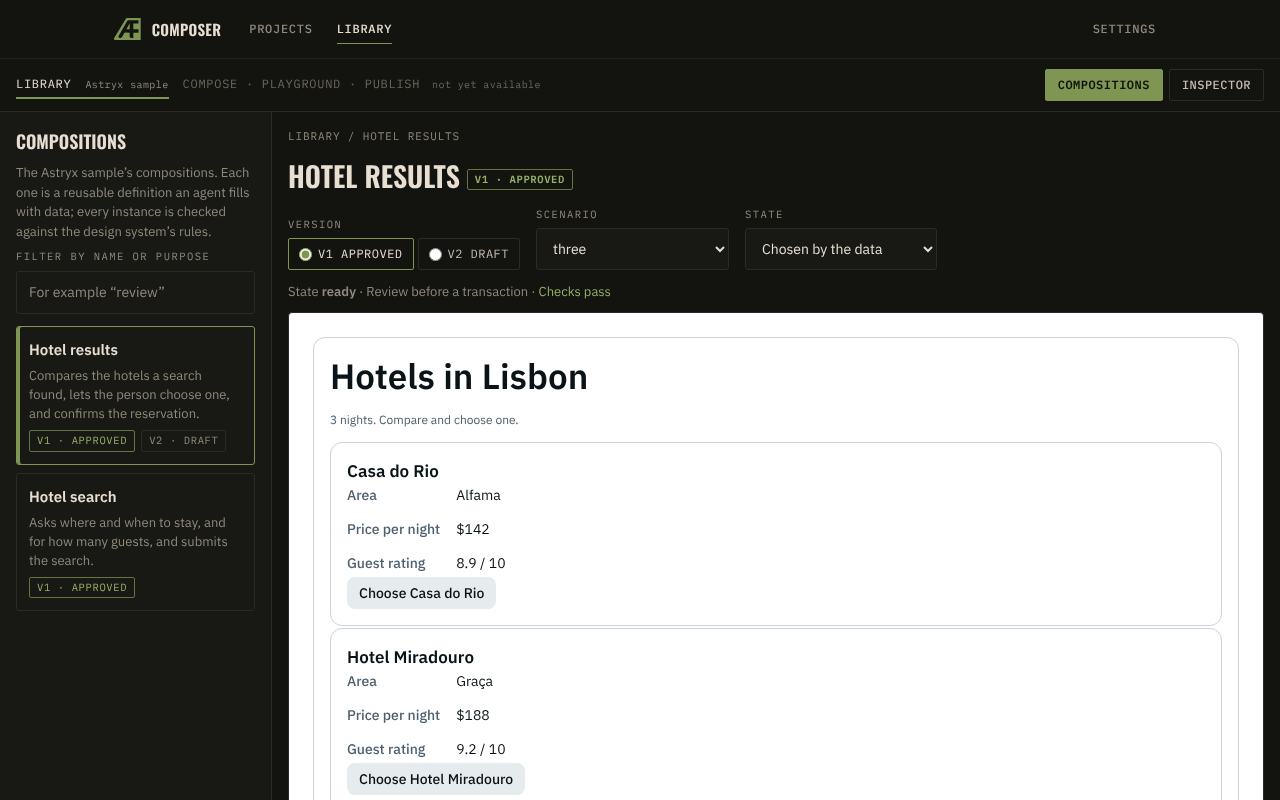 COMPOSER
PROJECTS
LIBRARY
SETTINGS
LIBRARY Astryx sample COMPOSE · PLAYGROUND · PUBLISH not yet available
COMPOSITIONS
INSPECTOR
COMPOSITIONS
The Astryx sample’s compositions. Each
one is a reusable definition an agent fills
with data; every instance is checked
against the design system’s rules.
FILTER BY NAME OR PURPOSE
For example “review”
Hotel results
Compares the hotels a search
found, lets the person choose one,
and confirms the reservation.
V1 · APPROVED V2 · DRAFT
Hotel search
Asks where and when to stay, and
for how many guests, and submits
the search.
V1 · APPROVED
LIBRARY / HOTEL RESULTS
HOTEL RESULTS V1 · APPROVED
VERSION
V1 APPROVED V2 DRAFT
SCENARIO
three
STATE
Chosen by the data
State ready · Review before a transaction · Checks pass
Hotels in Lisbon
3 nights. Compare and choose one.
Casa do Rio
Area Alfama
Price per night $142
Guest rating 8.9 / 10
Choose Casa do Rio
Hotel Miradouro
Area Graça
Price per night $188
Guest rating 9.2 / 10
Choose Hotel Miradouro